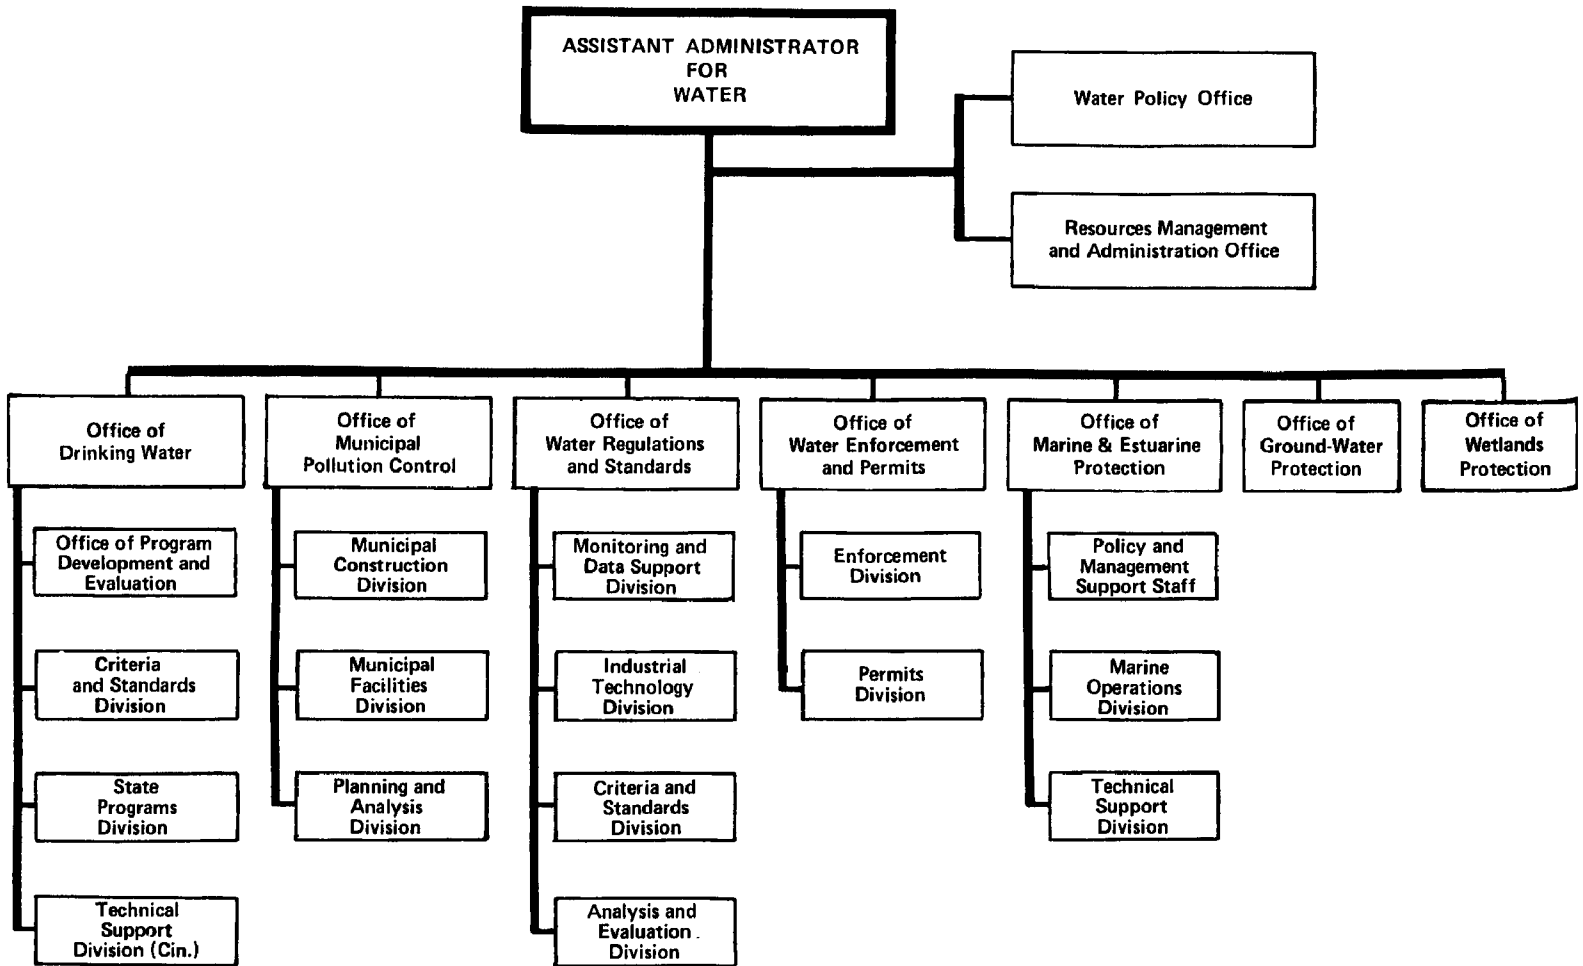 ASSISTANT ADMINISTRATOR
FOR
WATER
Water Policy Office
Resources Management
and Administration Office
Office of
Drinking Water
Office of
Municipal
Pollution Control
Office of
Water Regulations
and Standards
Office of
Water Enforcement
and Permits
Office of
Marine & Estuarine
Protection
Office of
Ground-Water
Protection
Office of
Wetlands
Protection
Office of Program
Development and
Evaluation
Criteria
and Standards
Division
State
Programs
Division
Technical
Support
Division (Cin.)
Municipal
Construction
Division
Municipal
Facilities
Division
Planning and
Analysis
Division
Monitoring and
Data Support
Division
Industrial
Technology
Division
Criteria and
Standards
Division
Analysis and
Evaluation
Division
Enforcement
Division
Permits
Division
Policy and
Management
Support Staff
Marine
Operations
Division
Technical
Support
Division